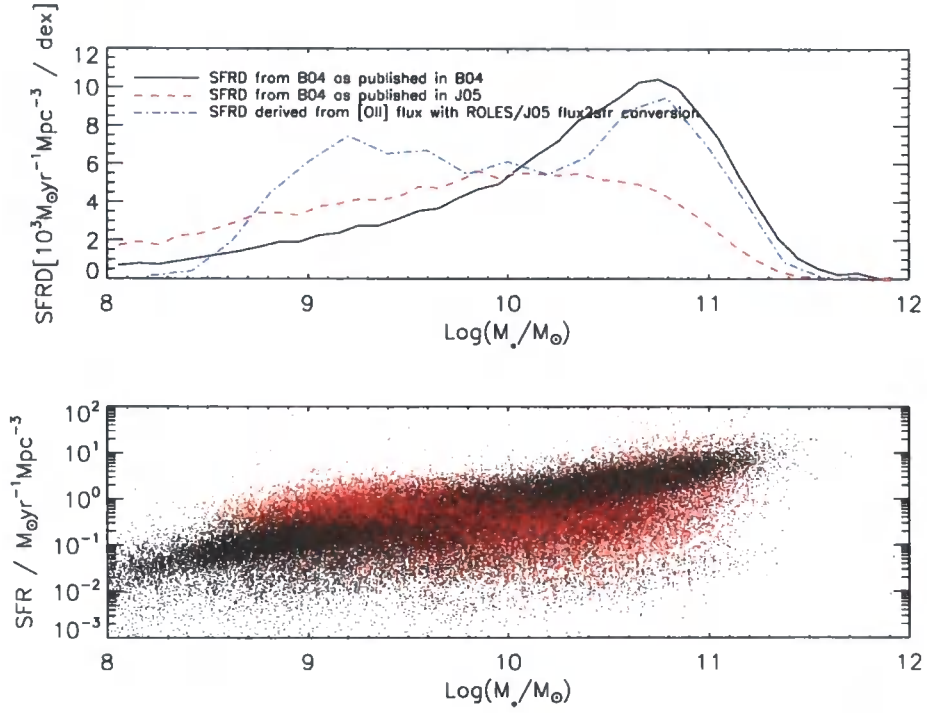 12
10
8
6
4
2
0
SFRD[10³M☉yr⁻¹Mpc⁻³ / dex]
SFRD from B04 as published in B04
SFRD from B04 as published in J05
SFRD derived from [OII] flux with ROLES/J05 flux2sfr conversion
8 9 10 11 12
Log(M*/M☉)
10²
10¹
10⁰
10⁻¹
10⁻²
10⁻³
SFR / M☉yr⁻¹Mpc⁻³
8 9 10 11 12
Log(M*/M☉)